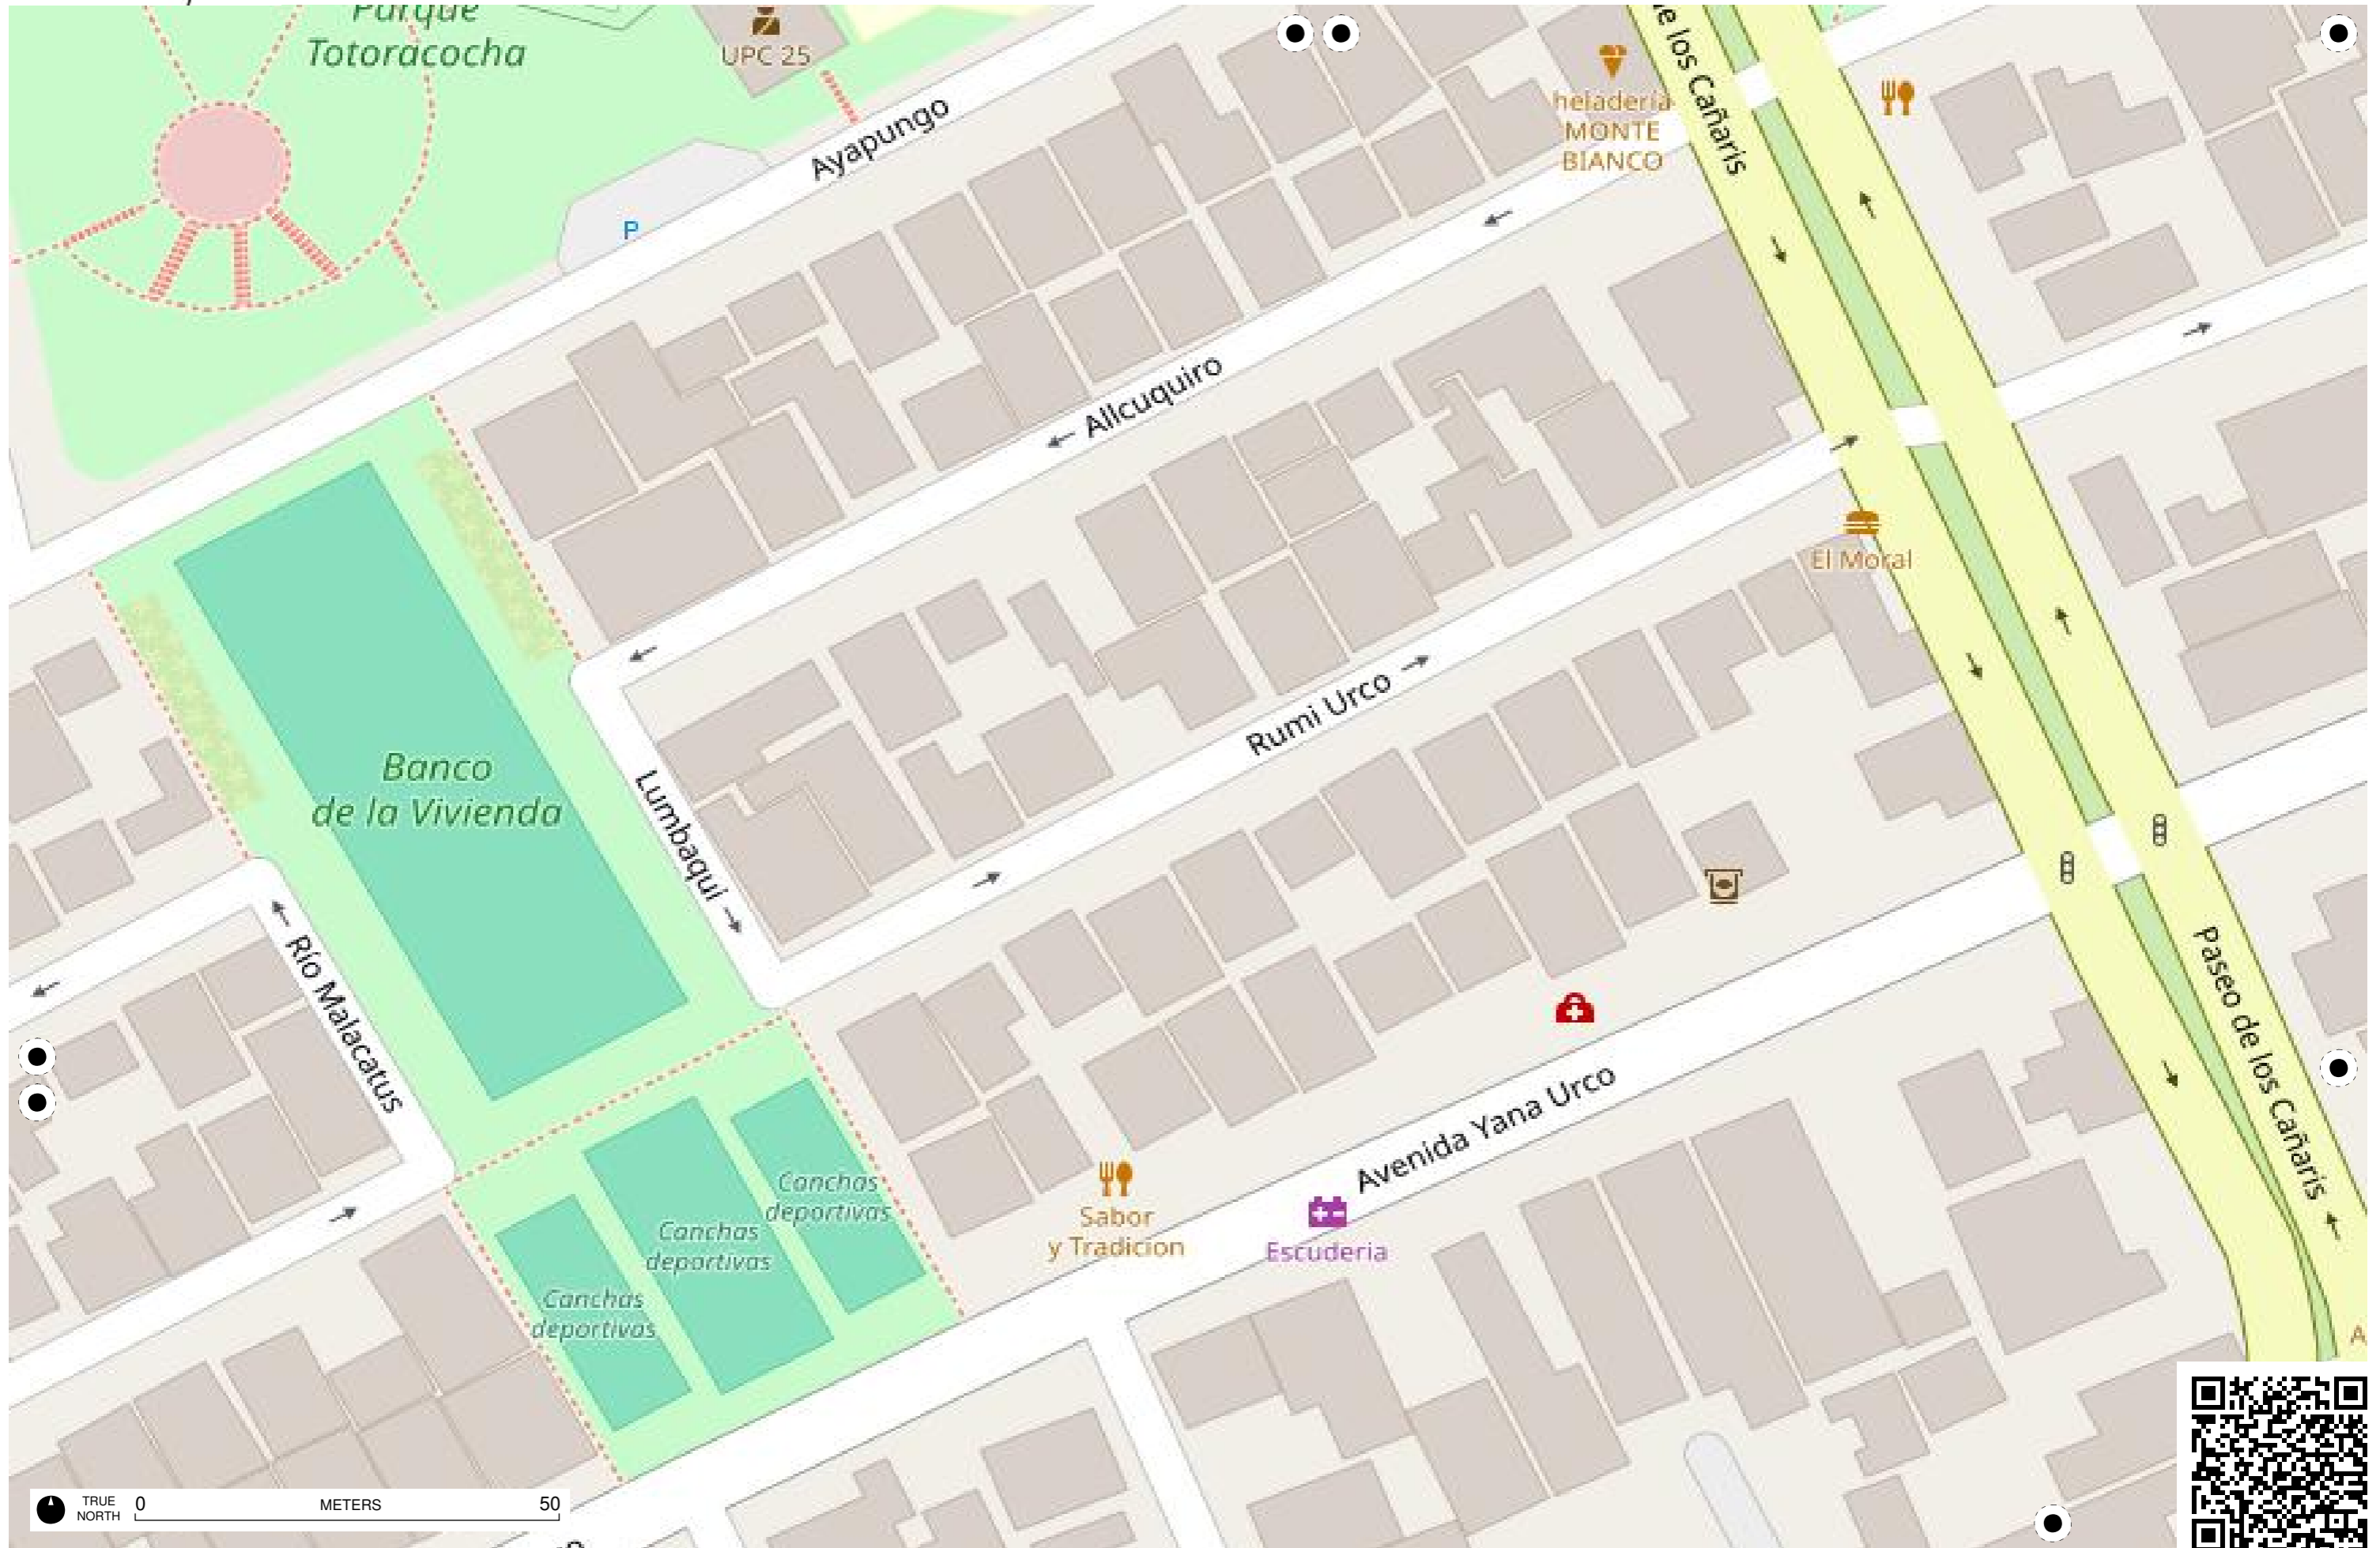 Parque
Totoracocha
UPC 25
Ayapungo
P
heladería
MONTE
BIANCO
de los Cañaris
Allcuquiro
El Moral
Rumi Urco
Banco
de la Vivienda
Lumbaqui
Río Malacatus
Paseo de los Cañaris
Avenida Yana Urco
Sabor
y Tradicion
Escuderia
Canchas
deportivas
Canchas
deportivas
Canchas
deportivas
A
TRUE
NORTH
0 METERS 50